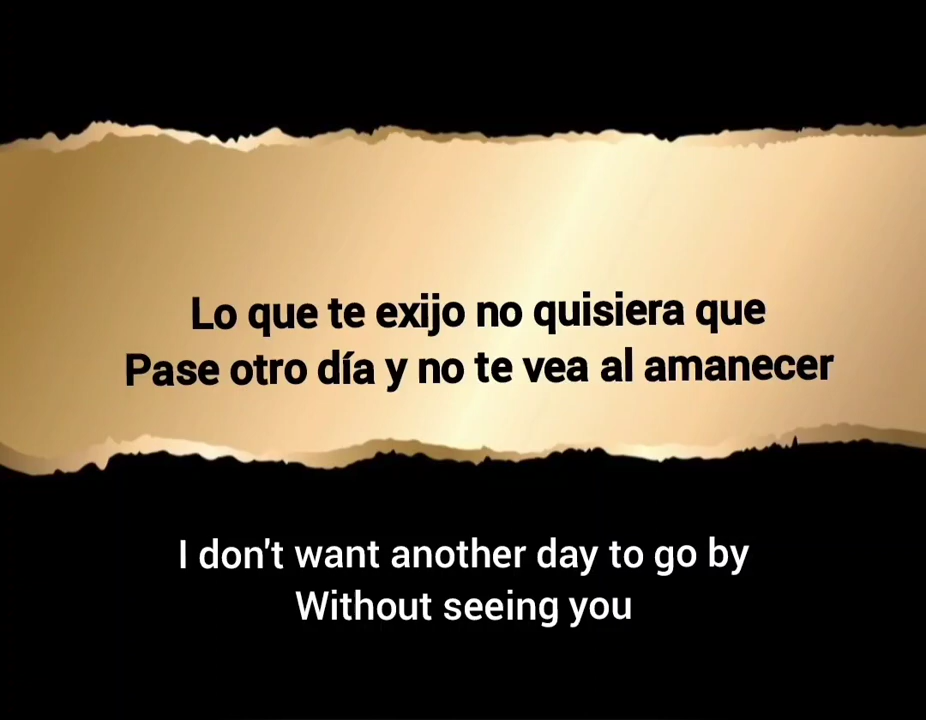 Lo que te exijo no quisiera que
Pase otro día y no te vea al amanecer
I don't want another day to go by
Without seeing you